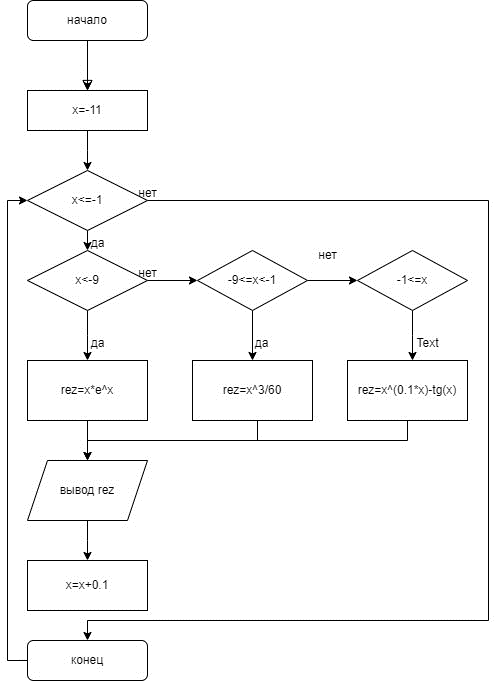 начало
x=-11
x<=-1
нет
да
x<-9
нет
-9<=x<-1
нет
-1<=x
да
да
Text
rez=x*e^x
rez=x^3/60
rez=x^(0.1*x)-tg(x)
вывод rez
x=x+0.1
конец